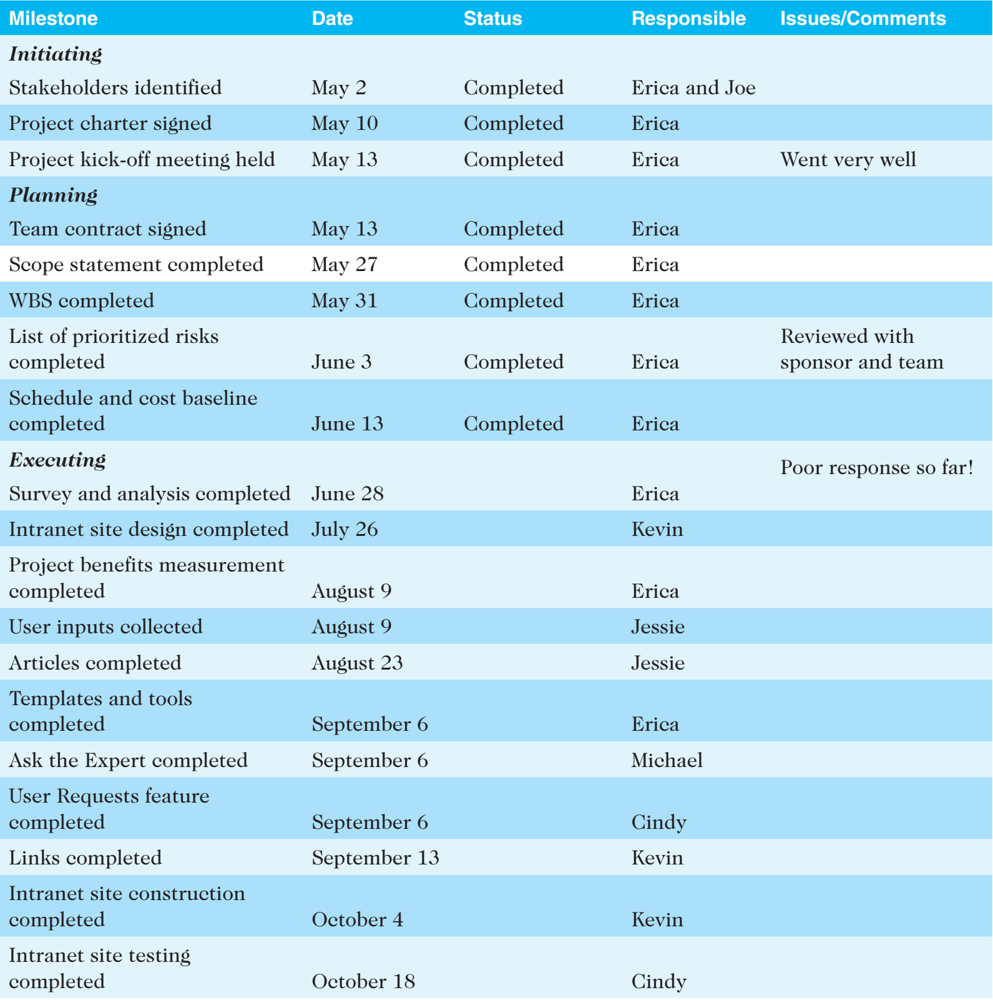 Milestone Date Status Responsible Issues/Comments
Initiating
Stakeholders identified May 2 Completed Erica and Joe
Project charter signed May 10 Completed Erica
Project kick-off meeting held May 13 Completed Erica Went very well
Planning
Team contract signed May 13 Completed Erica
Scope statement completed May 27 Completed Erica
WBS completed May 31 Completed Erica
List of prioritized risks Reviewed with
completed June 3 Completed Erica sponsor and team
Schedule and cost baseline
completed June 13 Completed Erica
Executing
Poor response so far!
Survey and analysis completed June 28 Erica
Intranet site design completed July 26 Kevin
Project benefits measurement
completed August 9 Erica
User inputs collected August 9 Jessie
Articles completed August 23 Jessie
Templates and tools
completed September 6 Erica
Ask the Expert completed September 6 Michael
User Requests feature
completed September 6 Cindy
Links completed September 13 Kevin
Intranet site construction
completed October 4 Kevin
Intranet site testing
completed October 18 Cindy